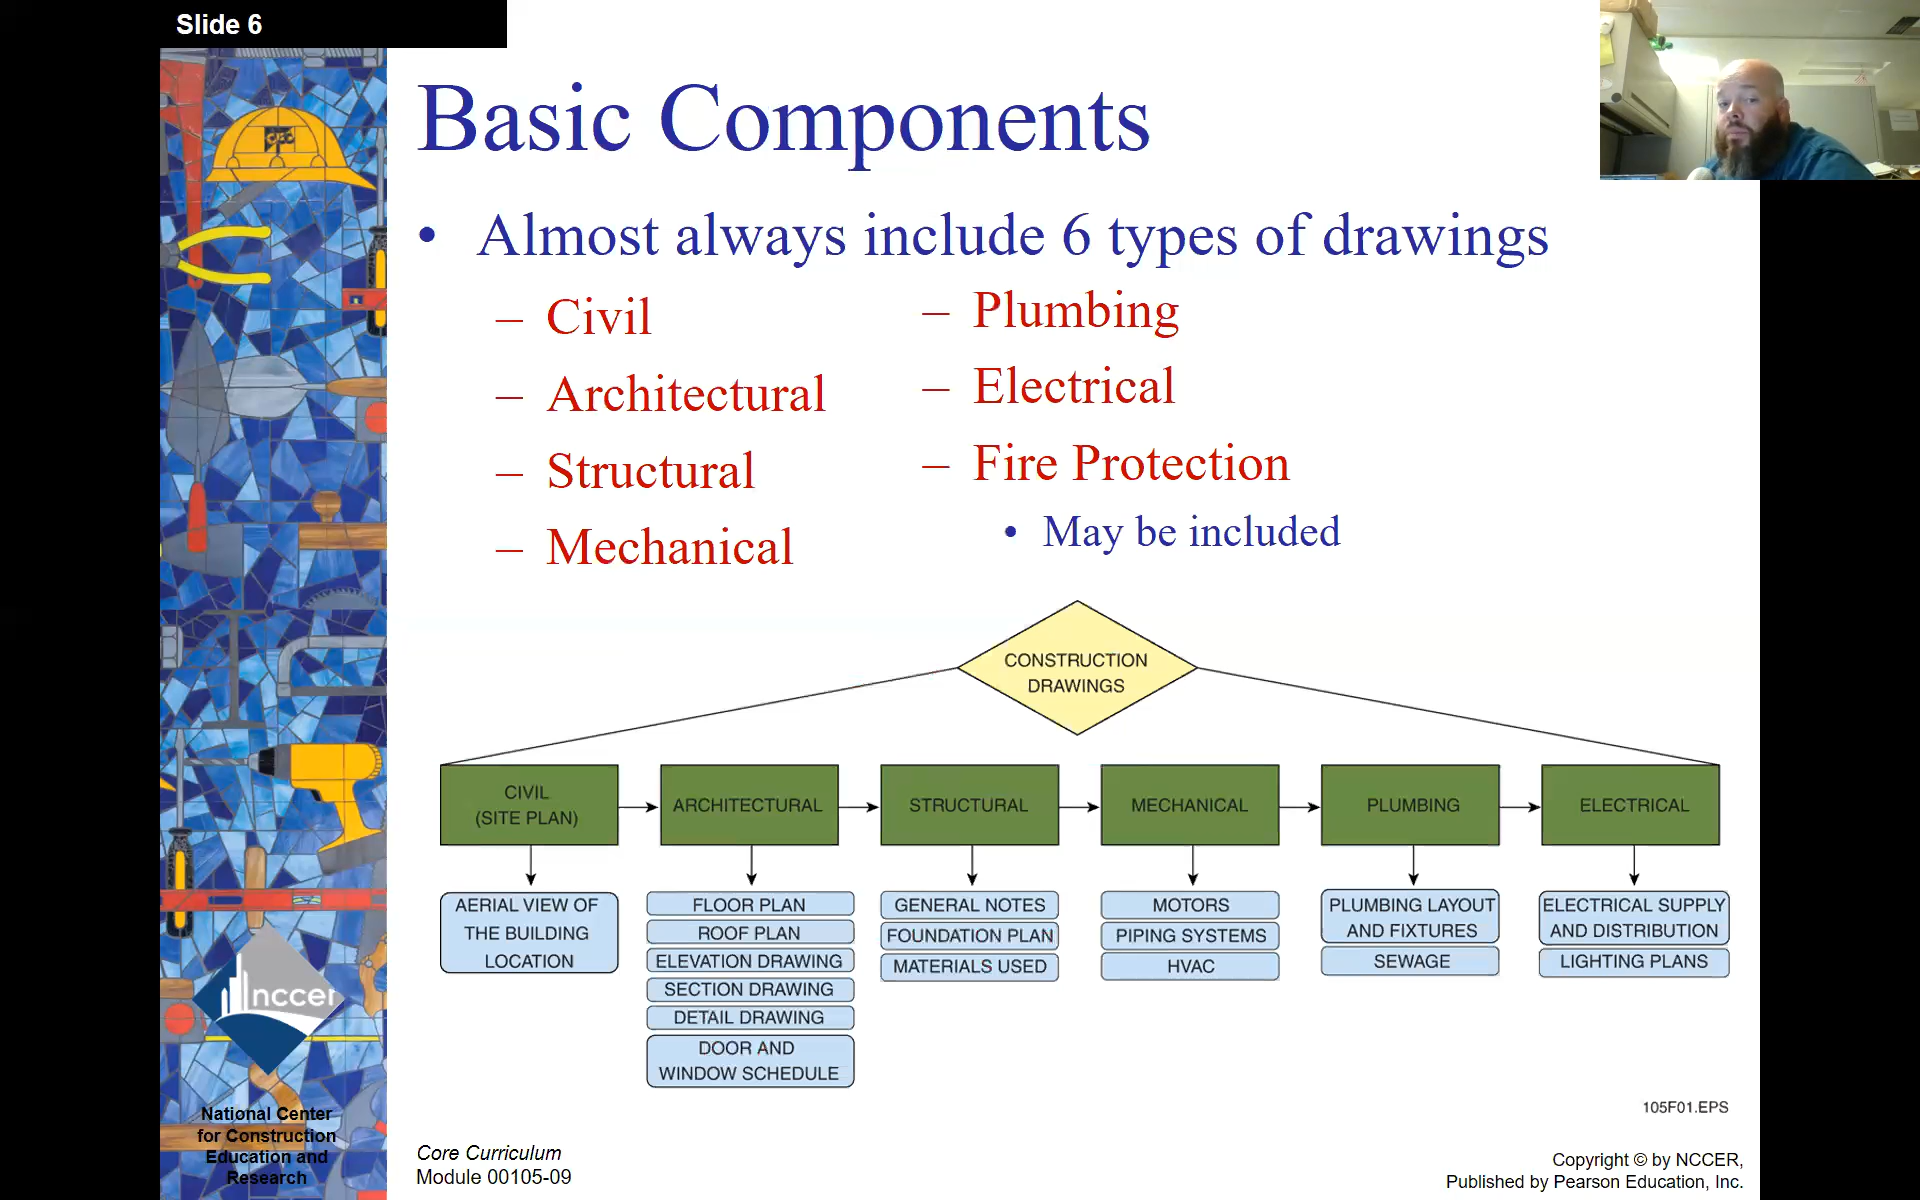 Slide 6
Basic Components
• Almost always include 6 types of drawings
– Civil
– Architectural
– Structural
– Mechanical
– Plumbing
– Electrical
– Fire Protection
• May be included
CONSTRUCTION
DRAWINGS
CIVIL
(SITE PLAN)
ARCHITECTURAL
STRUCTURAL
MECHANICAL
PLUMBING
ELECTRICAL
AERIAL VIEW OF
THE BUILDING
LOCATION
FLOOR PLAN
ROOF PLAN
ELEVATION DRAWING
SECTION DRAWING
DETAIL DRAWING
DOOR AND
WINDOW SCHEDULE
GENERAL NOTES
FOUNDATION PLAN
MATERIALS USED
MOTORS
PIPING SYSTEMS
HVAC
PLUMBING LAYOUT
AND FIXTURES
SEWAGE
ELECTRICAL SUPPLY
AND DISTRIBUTION
LIGHTING PLANS
105F01.EPS
nccer
National Center
for Construction
Education and
Research
Core Curriculum
Module 00105-09
Copyright © by NCCER,
Published by Pearson Education, Inc.